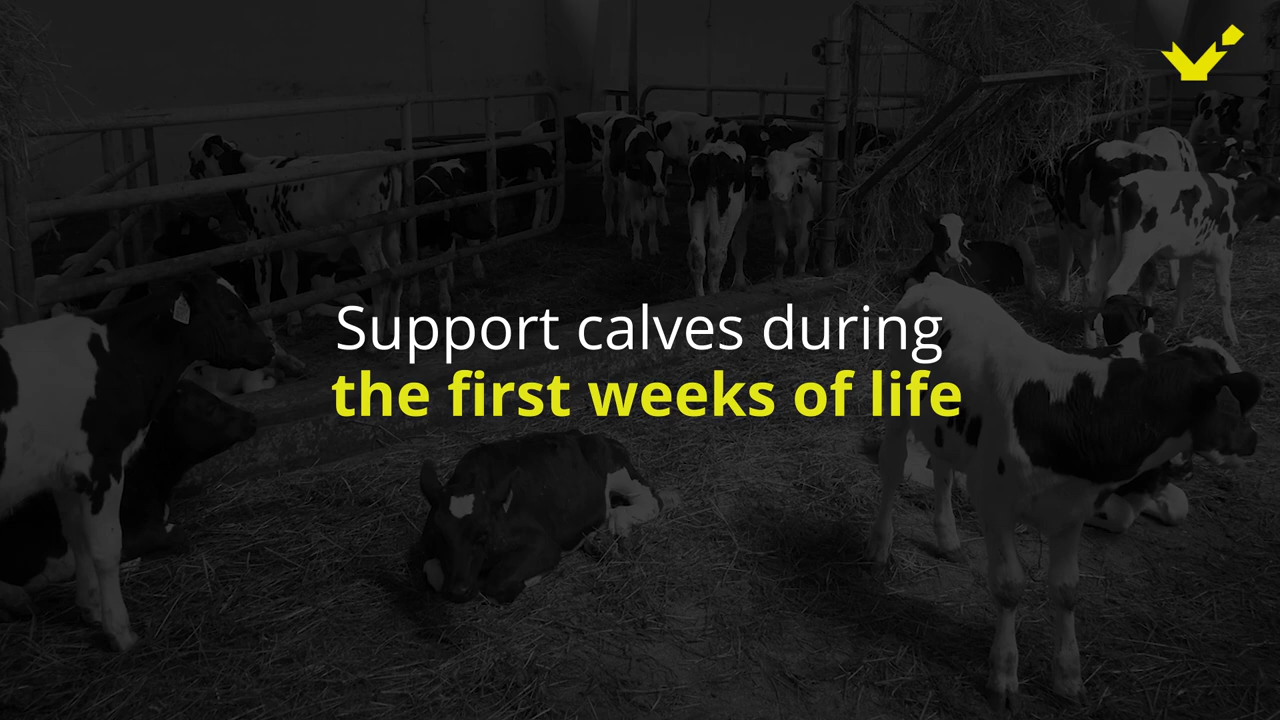 Support calves during
the first weeks of life